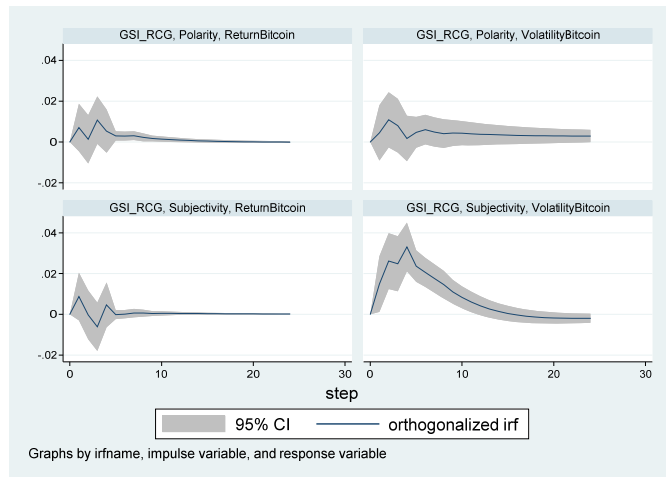 GSI_RCG, Polarity, ReturnBitcoin
GSI_RCG, Polarity, VolatilityBitcoin
.04
.02
0
-.02
GSI_RCG, Subjectivity, ReturnBitcoin
GSI_RCG, Subjectivity, VolatilityBitcoin
.04
.02
0
-.02
0 10 20 30 0 10 20 30
step
95% CI orthogonalized irf
Graphs by irfname, impulse variable, and response variable